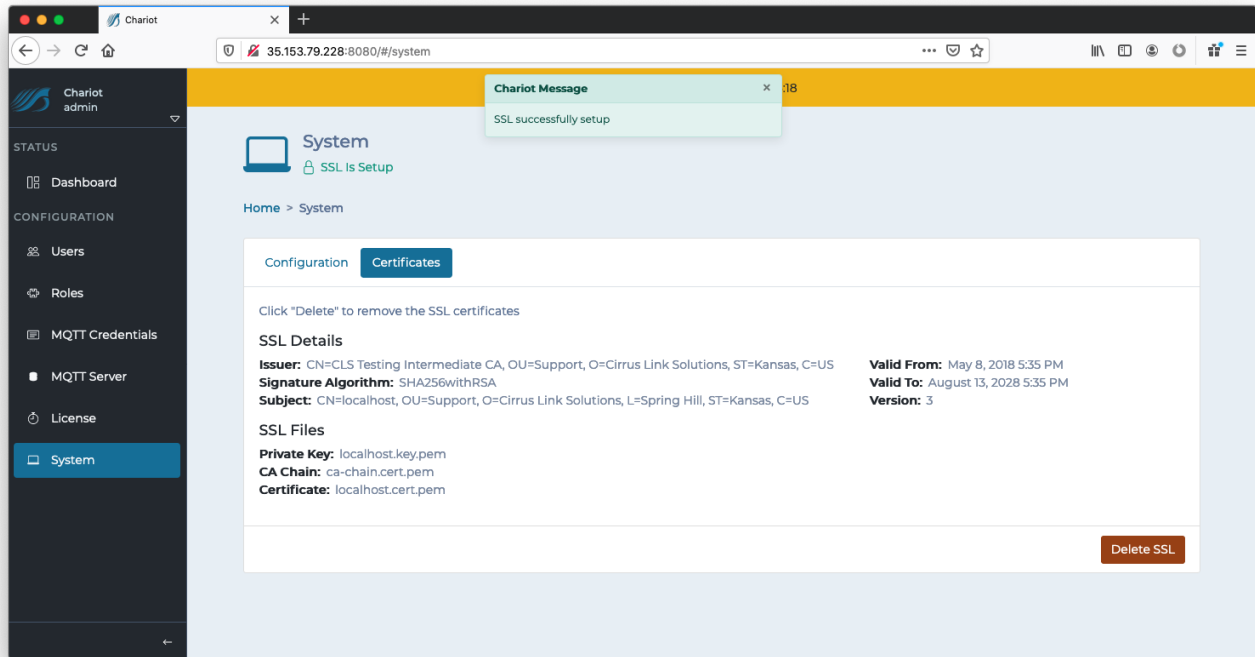 Chariot
35.153.79.228:8080/#/system
Chariot
admin
STATUS
Dashboard
CONFIGURATION
Users
Roles
MQTT Credentials
MQTT Server
License
System
:18
Chariot Message
SSL successfully setup
System
SSL Is Setup
Home > System
Configuration Certificates
Click "Delete" to remove the SSL certificates
SSL Details
Issuer: CN=CLS Testing Intermediate CA, OU=Support, O=Cirrus Link Solutions, ST=Kansas, C=US Valid From: May 8, 2018 5:35 PM
Signature Algorithm: SHA256withRSA Valid To: August 13, 2028 5:35 PM
Subject: CN=localhost, OU=Support, O=Cirrus Link Solutions, L=Spring Hill, ST=Kansas, C=US Version: 3
SSL Files
Private Key: localhost.key.pem
CA Chain: ca-chain.cert.pem
Certificate: localhost.cert.pem
Delete SSL